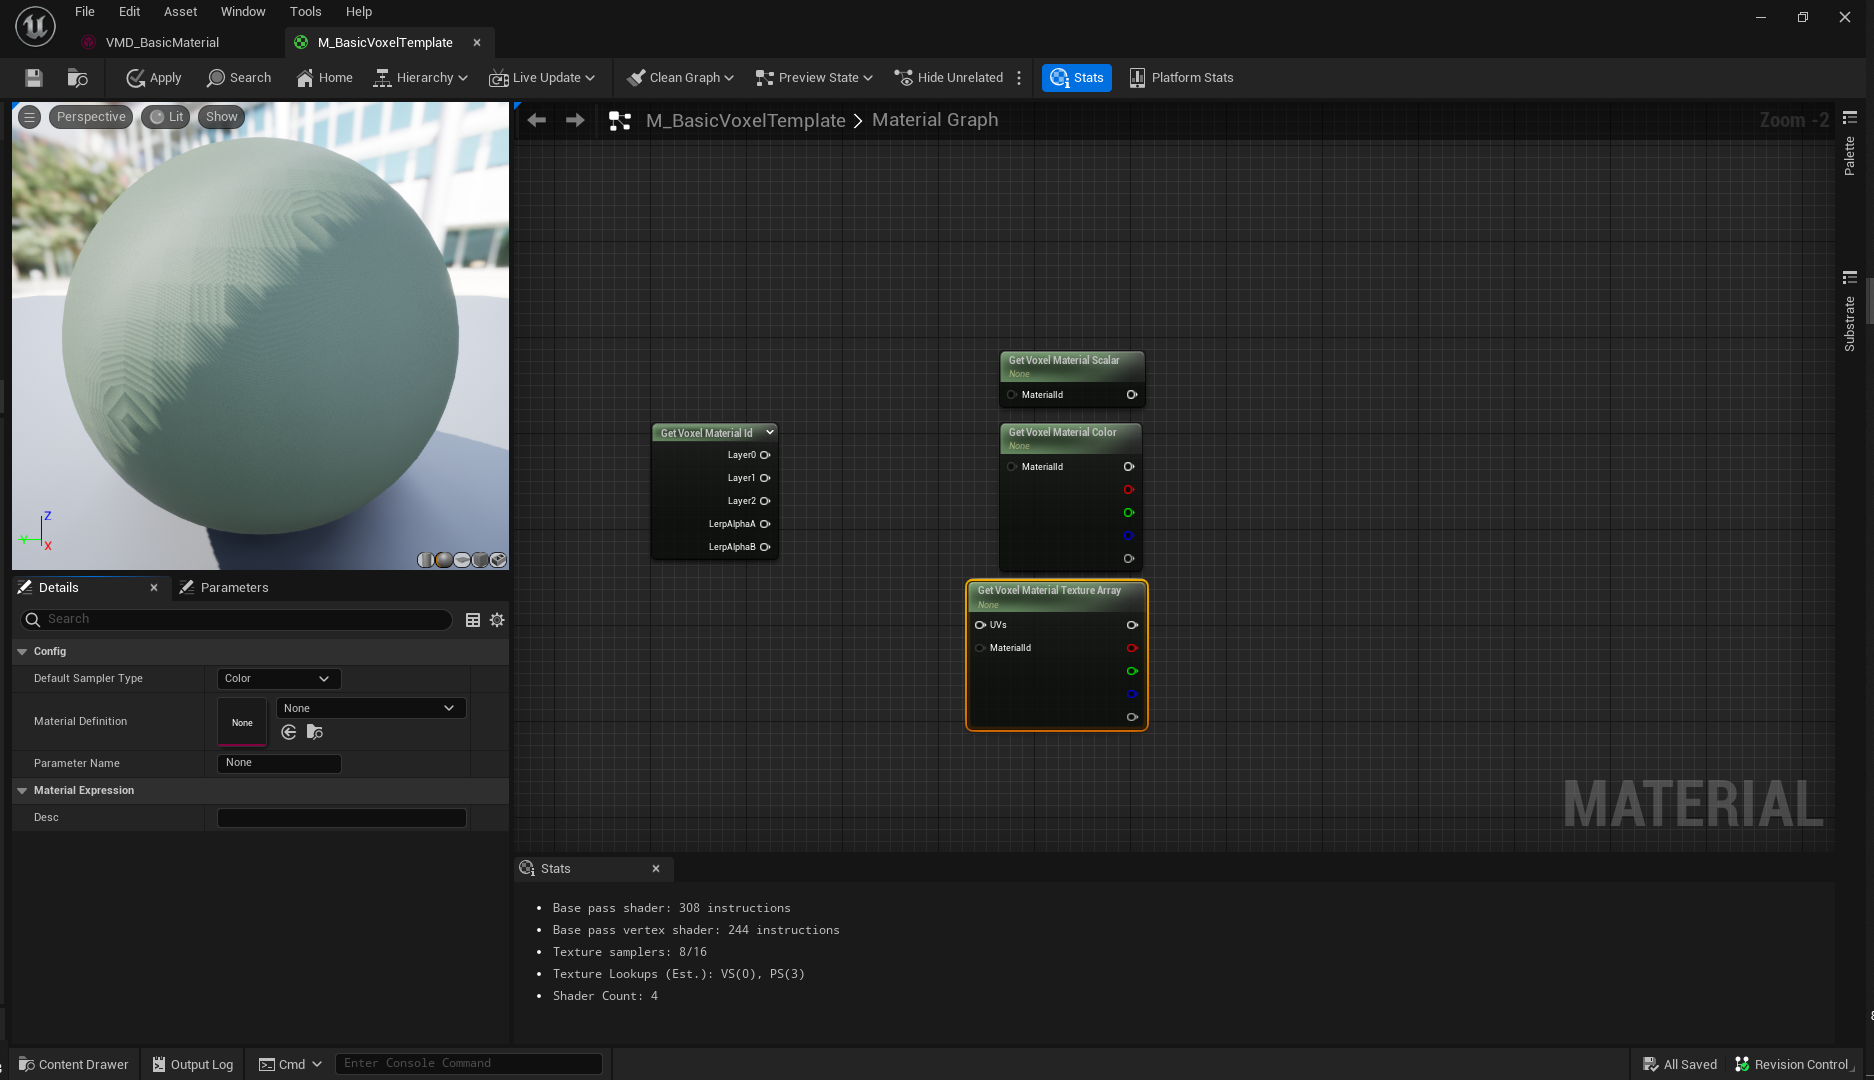 File Edit Asset Window Tools Help
VMD_BasicMaterial M_BasicVoxelTemplate
Apply Search Home Hierarchy Live Update Clean Graph Preview State Hide Unrelated Stats Platform Stats
Perspective Lit Show
M_BasicVoxelTemplate > Material Graph
Zoom -2
Palette
Substrate
Z
Y
X
Get Voxel Material Id
Layer0
Layer1
Layer2
LerpAlphaA
LerpAlphaB
Get Voxel Material Scalar
None
MaterialId
Get Voxel Material Color
None
MaterialId
Get Voxel Material Texture Array
None
UVs
MaterialId
MATERIAL
Details Parameters
Search
Config
Default Sampler Type Color
Material Definition None None
Parameter Name None
Material Expression
Desc
Stats
• Base pass shader: 308 instructions
• Base pass vertex shader: 244 instructions
• Texture samplers: 8/16
• Texture Lookups (Est.): VS(0), PS(3)
• Shader Count: 4
Content Drawer Output Log Cmd Enter Console Command All Saved Revision Control